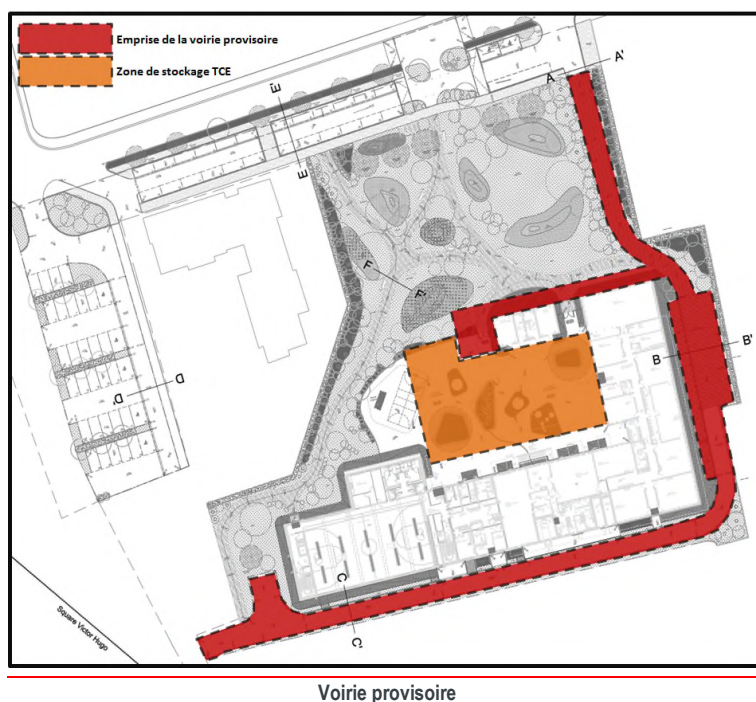 Emprise de la voirie provisoire
Zone de stockage TCE
A A'
E'
E
F
F'
B B'
D
D'
C
C'
Square Victor Hugo
Voirie provisoire